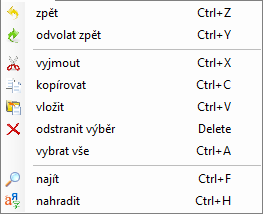 zpět Ctrl+Z
odvolat zpět Ctrl+Y
vyjmout Ctrl+X
kopírovat Ctrl+C
vložit Ctrl+V
odstranit výběr Delete
vybrat vše Ctrl+A
najít Ctrl+F
nahradit Ctrl+H